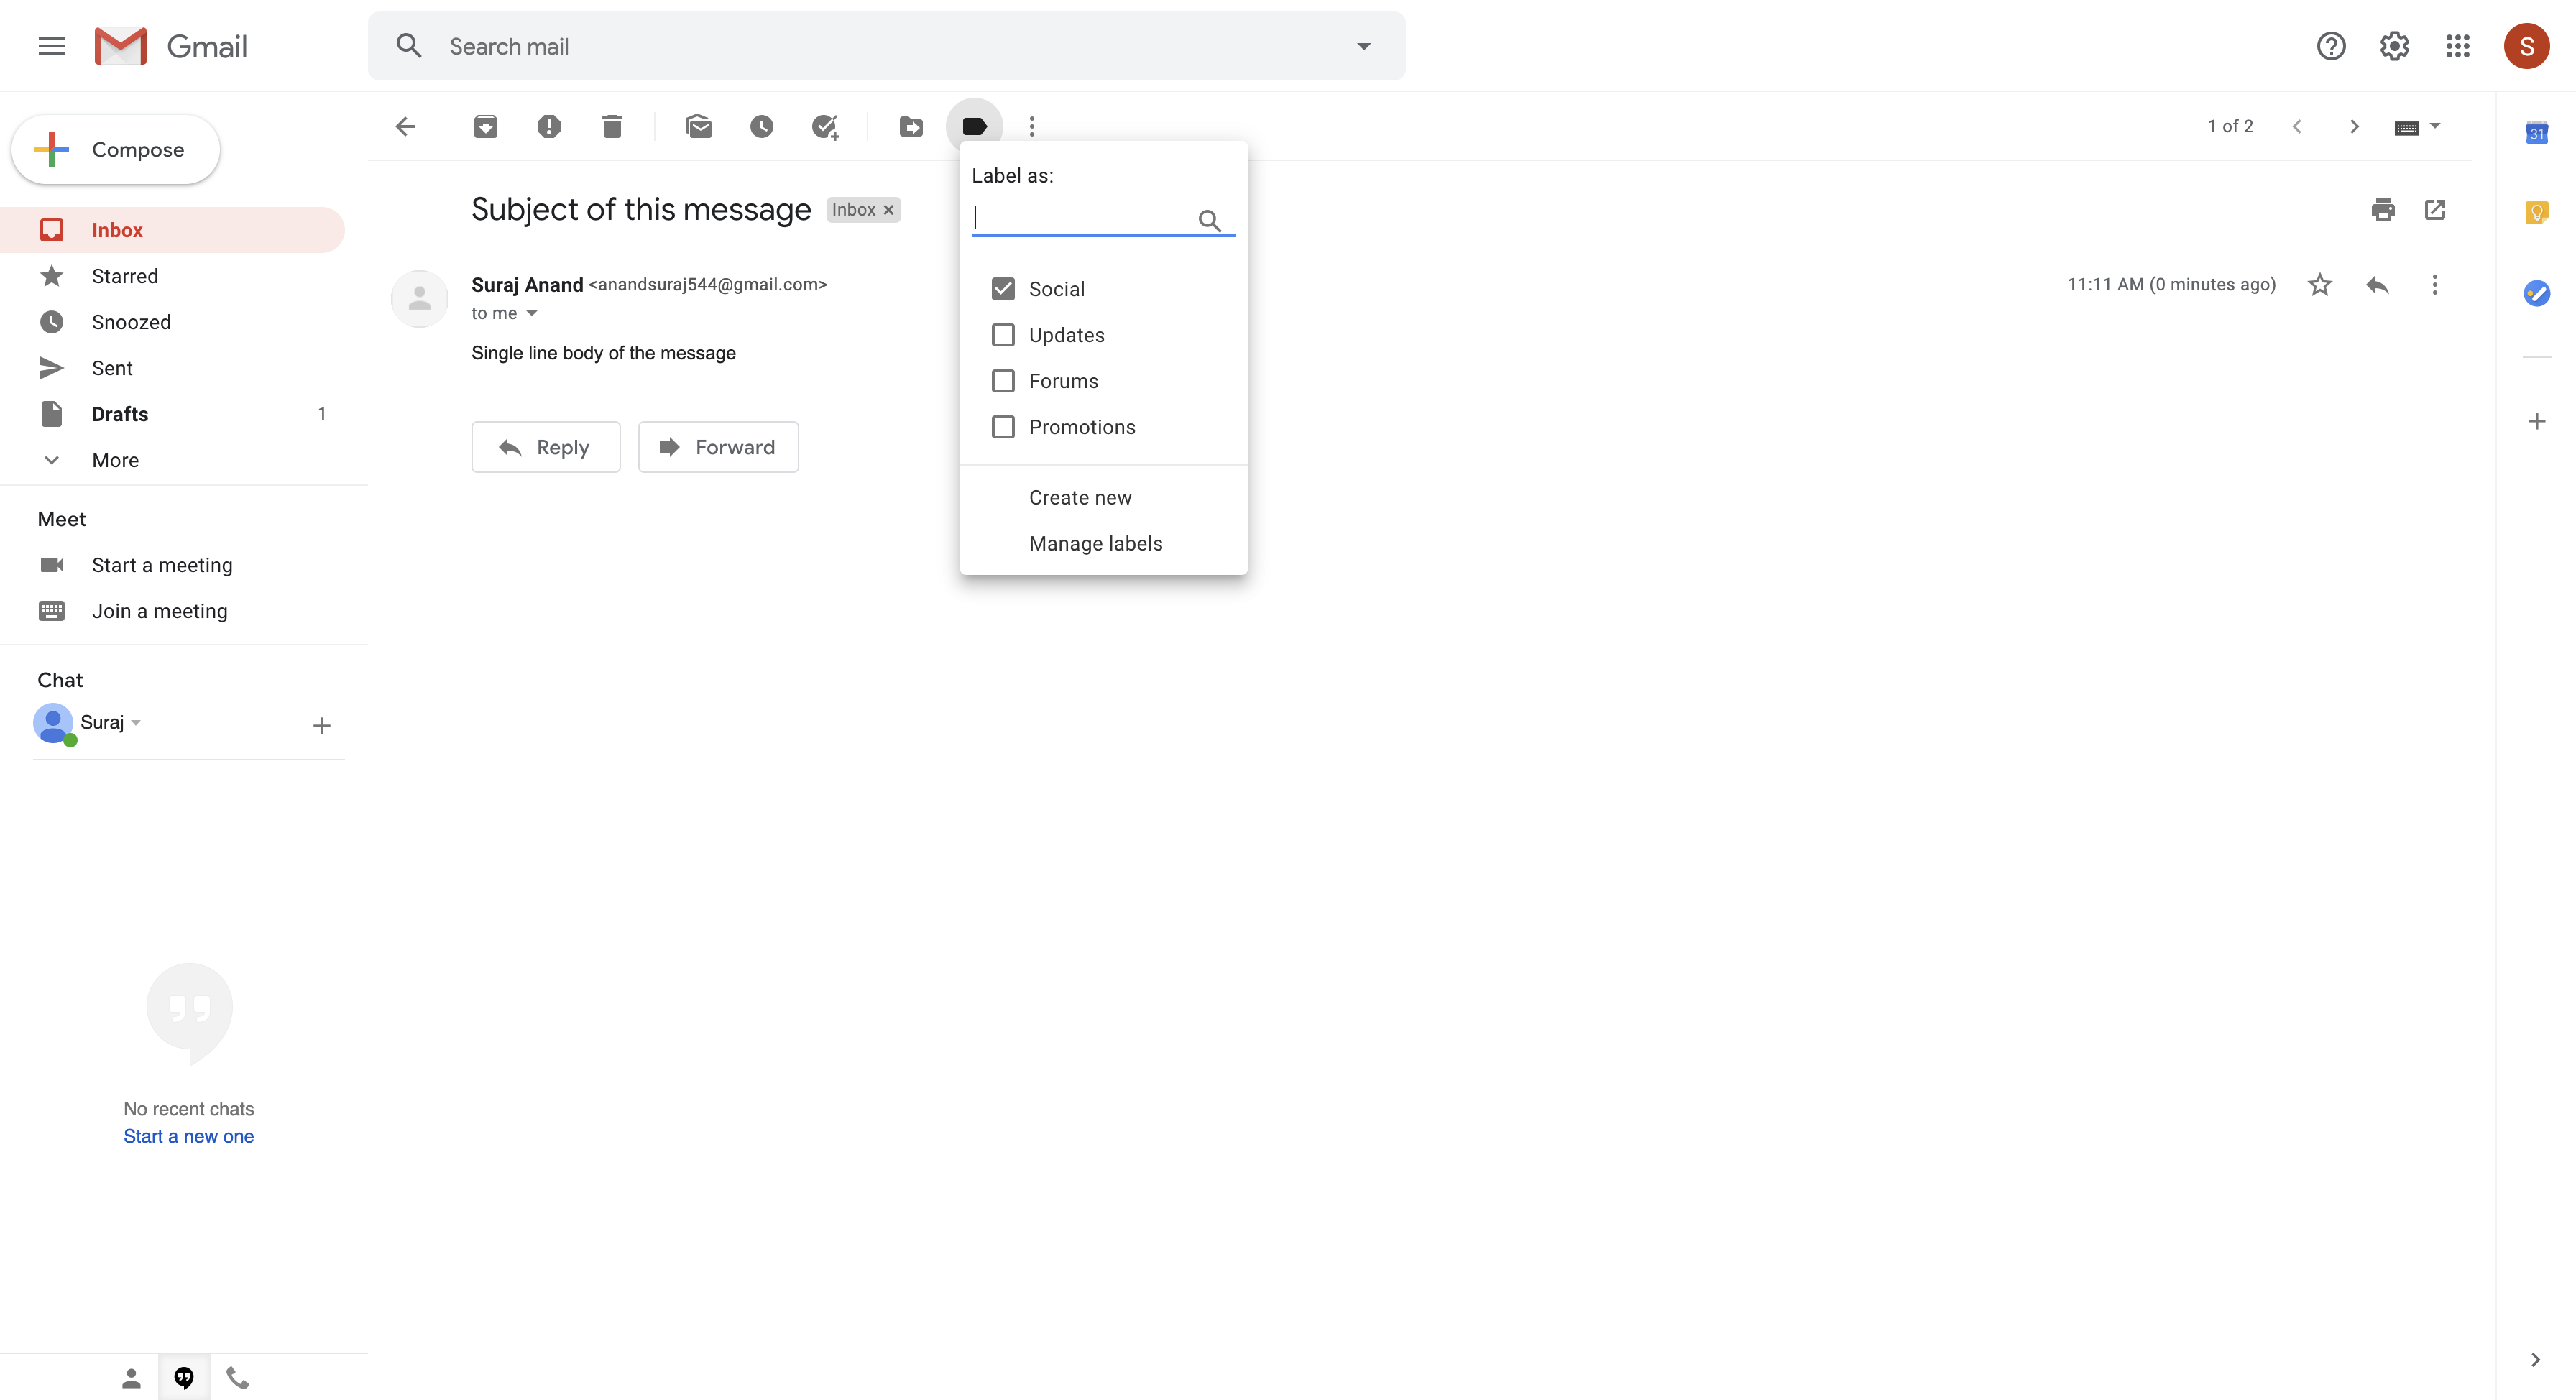 Gmail
Search mail
S
Compose
1 of 2
31
Label as:
Subject of this message
Inbox
Inbox
Starred
Snoozed
Sent
Drafts 1
More
Suraj Anand <anandsuraj544@gmail.com>
11:11 AM (0 minutes ago)
to me
Single line body of the message
Reply
Forward
Social
Updates
Forums
Promotions
Create new
Manage labels
Meet
Start a meeting
Join a meeting
Chat
Suraj
No recent chats
Start a new one